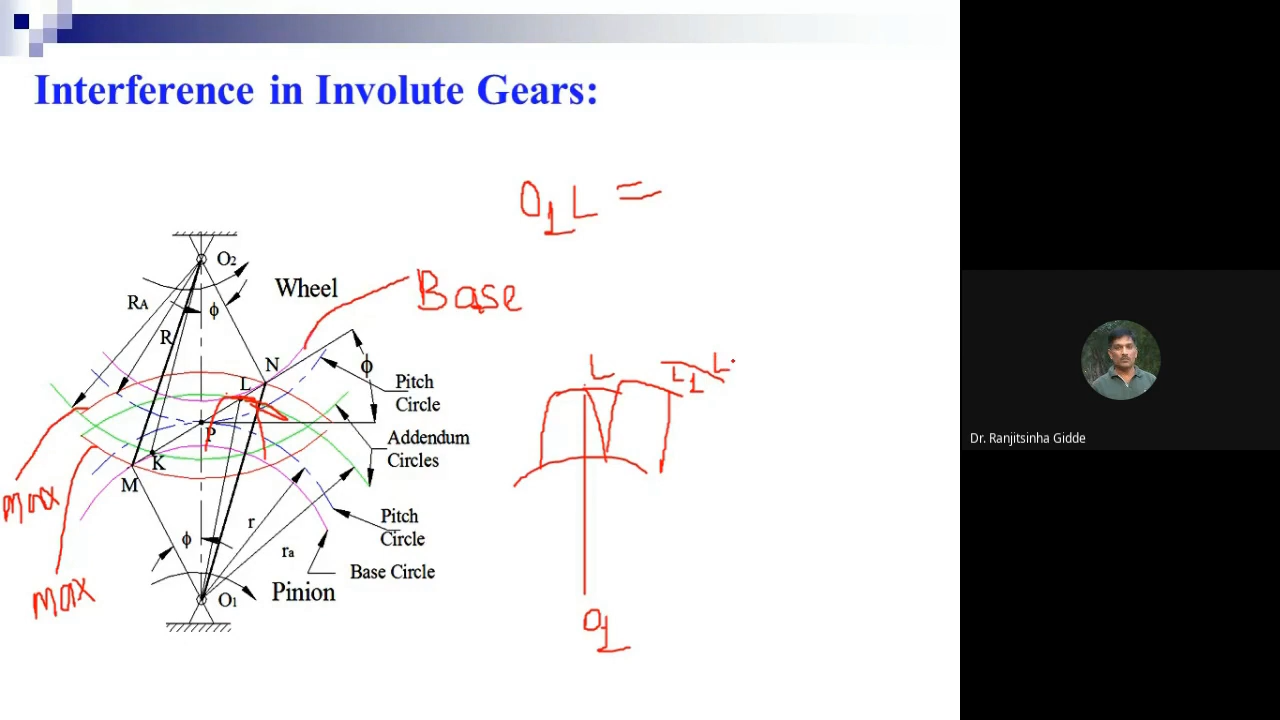 Interference in Involute Gears:
O1L =
O2
Wheel
Base
RA
ϕ
R
N
ϕ
L
Pitch
Circle
L
L1
L
P
Addendum
Circles
K
M
max
r
Pitch
Circle
ϕ
ra
Base Circle
max
O1
Pinion
O1
Dr. Ranjitsinha Gidde